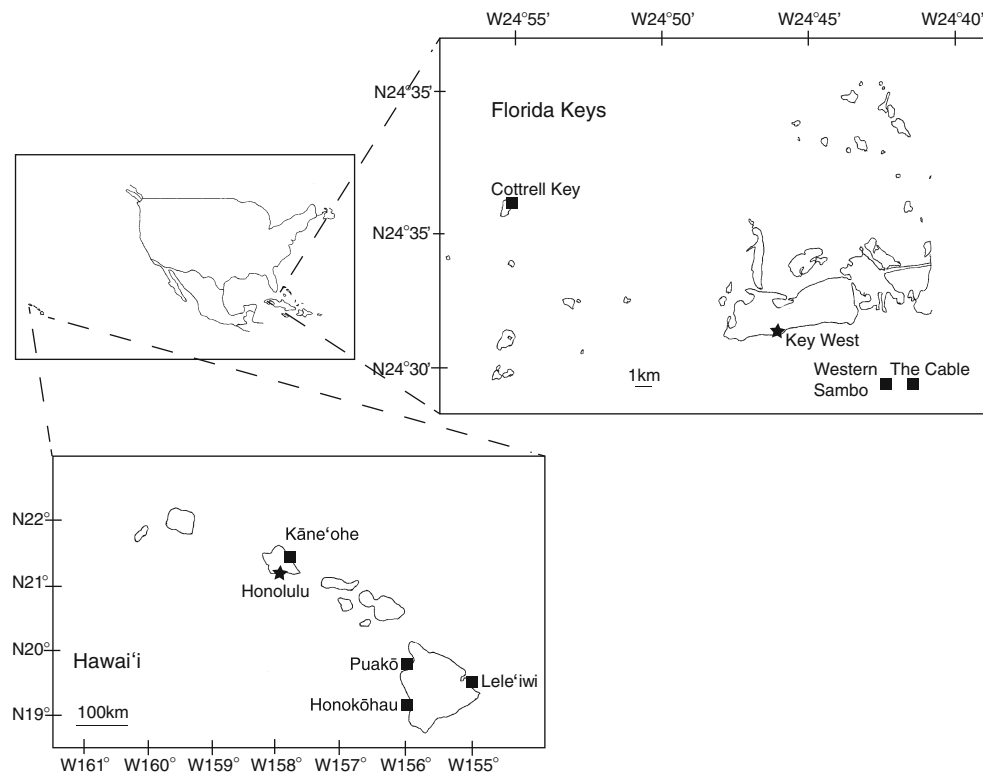 W24°55’ W24°50’ W24°45’ W24°40’
N24°35’
Florida Keys
Cottrell Key
N24°35’
Key West
N24°30’
1km
Western The Cable
Sambo
N22°
Kāne‘ohe
N21°
Honolulu
N20°
Hawai‘i
Puakō
Lele‘iwi
Honokōhau
N19°
100km
W161° W160° W159° W158° W157° W156° W155°